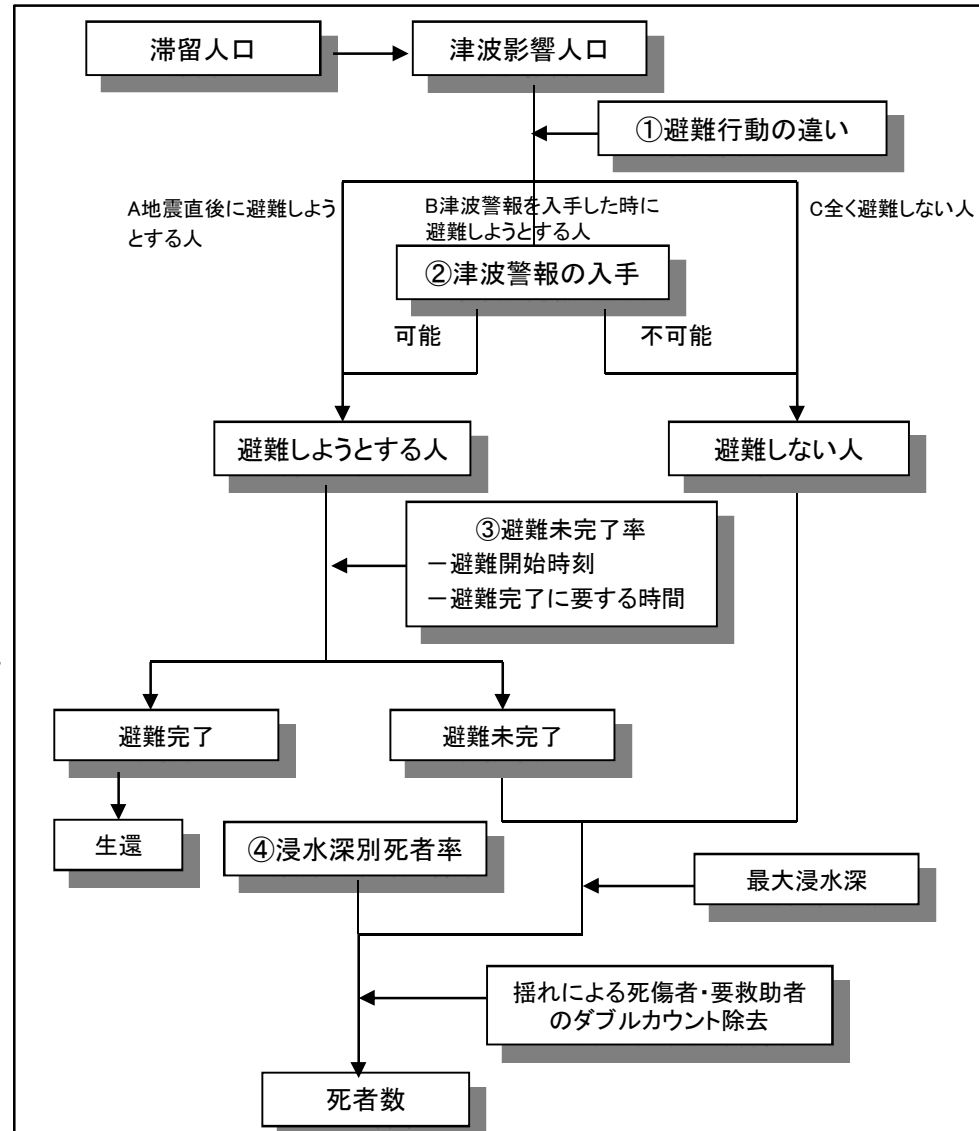 滞留人口
津波影響人口
①避難行動の違い
A地震直後に避難しよう
とする人
B津波警報を入手した時に
避難しようとする人
C全く避難しない人
②津波警報の入手
可能
不可能
避難しようとする人
避難しない人
③避難未完了率
－避難開始時刻
－避難完了に要する時間
避難完了
避難未完了
生還
④浸水深別死者率
最大浸水深
揺れによる死傷者・要救助者
のダブルカウント除去
死者数